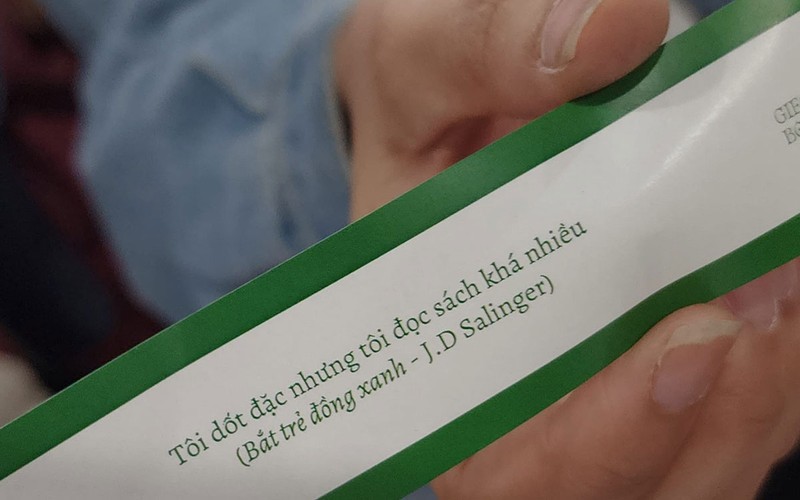 Tôi dốt đặc nhưng tôi đọc sách khá nhiều
(Bắt trẻ đồng xanh - J.D Salinger)